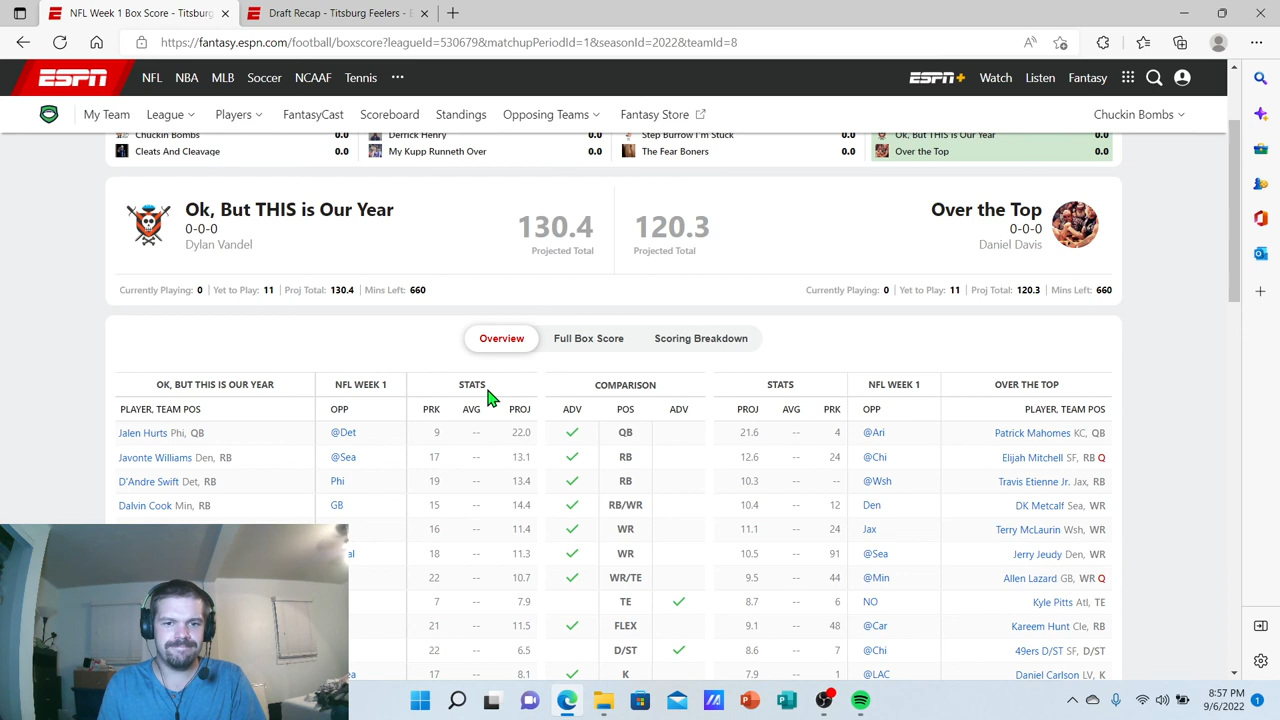 NFL Week 1 Box Score - Titsburg
Draft Recap - Titsburg Feelers - E
https://fantasy.espn.com/football/boxscore?leagueId=530679&matchupPeriodId=1&seasonId=2022&teamId=8
ESPN NFL NBA MLB Soccer NCAAF Tennis ESPN+ Watch Listen Fantasy
My Team League Players FantasyCast Scoreboard Standings Opposing Teams Fantasy Store Chuckin Bombs
Chuckin Bombs 0.0 Derrick Henry 0.0 Step Burrow I'm Stuck 0.0 Ok, But THIS is Our Year 0.0
Cleats And Cleavage 0.0 My Kupp Runneth Over 0.0 The Fear Boners 0.0 Over the Top 0.0
Ok, But THIS is Our Year 130.4 120.3 Over the Top
0-0-0 0-0-0
Dylan Vandel Projected Total Projected Total Daniel Davis
Currently Playing: 0 Yet to Play: 11 Proj Total: 130.4 Mins Left: 660 Currently Playing: 0 Yet to Play: 11 Proj Total: 120.3 Mins Left: 660
Overview Full Box Score Scoring Breakdown
OK, BUT THIS IS OUR YEAR NFL WEEK 1 STATS COMPARISON STATS NFL WEEK 1 OVER THE TOP
PLAYER, TEAM POS OPP PRK AVG PROJ ADV POS ADV PROJ AVG PRK OPP PLAYER, TEAM POS
Jalen Hurts Phi, QB @Det 9 -- 22.0 QB 21.6 -- 4 @Ari Patrick Mahomes KC, QB
Javonte Williams Den, RB @Sea 17 -- 13.1 RB 12.6 -- 24 @Chi Elijah Mitchell SF, RB Q
D'Andre Swift Det, RB Phi 19 -- 13.4 RB 10.3 -- -- @Wsh Travis Etienne Jr. Jax, RB
Dalvin Cook Min, RB GB 15 -- 14.4 RB/WR 10.4 -- 12 Den DK Metcalf Sea, WR
16 -- 11.4 WR 11.1 -- 24 Jax Terry McLaurin Wsh, WR
al 18 -- 11.3 WR 10.5 -- 91 @Sea Jerry Jeudy Den, WR
22 -- 10.7 WR/TE 9.5 -- 44 @Min Allen Lazard GB, WR Q
7 -- 7.9 TE 8.7 -- 6 NO Kyle Pitts Atl, TE
21 -- 11.5 FLEX 9.1 -- 48 @Car Kareem Hunt Cle, RB
22 -- 6.5 D/ST 8.6 -- 7 @Chi 49ers D/ST SF, D/ST
ea 17 -- 8.1 K 7.9 -- 1 @LAC Daniel Carlson LV, K
8:57 PM
9/6/2022
1